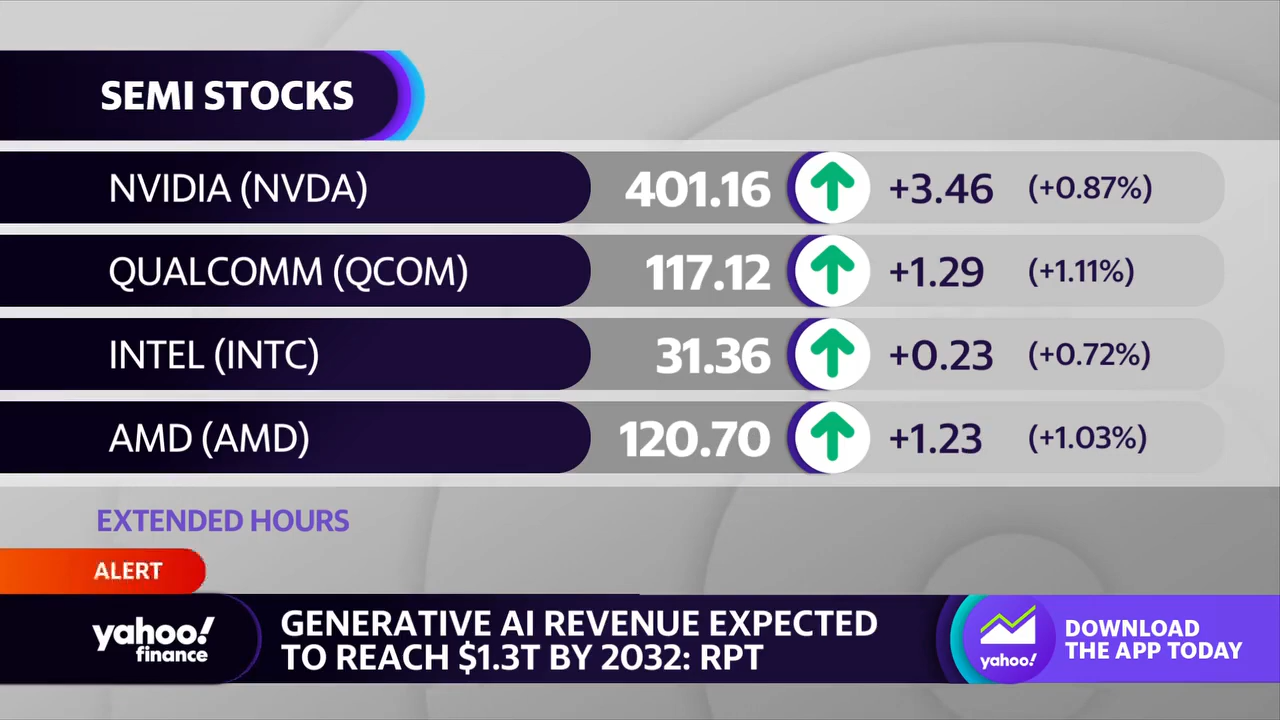 SEMI STOCKS
NVIDIA (NVDA) 401.16 +3.46 (+0.87%)
QUALCOMM (QCOM) 117.12 +1.29 (+1.11%)
INTEL (INTC) 31.36 +0.23 (+0.72%)
AMD (AMD) 120.70 +1.23 (+1.03%)
EXTENDED HOURS
ALERT
yahoo!
finance
GENERATIVE AI REVENUE EXPECTED
TO REACH $1.3T BY 2032: RPT
yahoo!
DOWNLOAD
THE APP TODAY